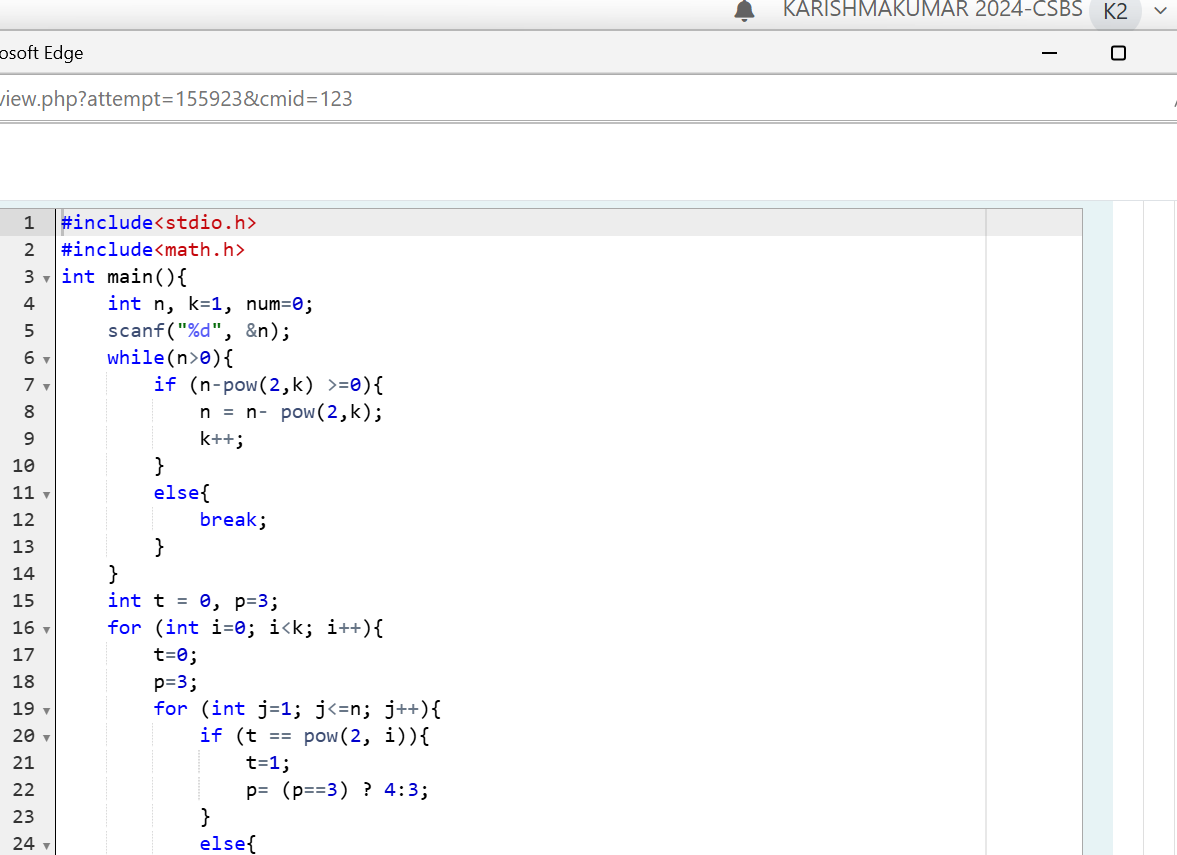 KARISHMAKUMAR 2024-CSBS K2
osoft Edge
view.php?attempt=155923&cmid=123
1 #include<stdio.h>
2 #include<math.h>
3 int main(){
4     int n, k=1, num=0;
5     scanf("%d", &n);
6     while(n>0){
7         if (n-pow(2,k) >=0){
8             n = n- pow(2,k);
9             k++;
10         }
11         else{
12             break;
13         }
14     }
15     int t = 0, p=3;
16     for (int i=0; i<k; i++){
17         t=0;
18         p=3;
19         for (int j=1; j<=n; j++){
20             if (t == pow(2, i)){
21                 t=1;
22                 p= (p==3) ? 4:3;
23             }
24             else{